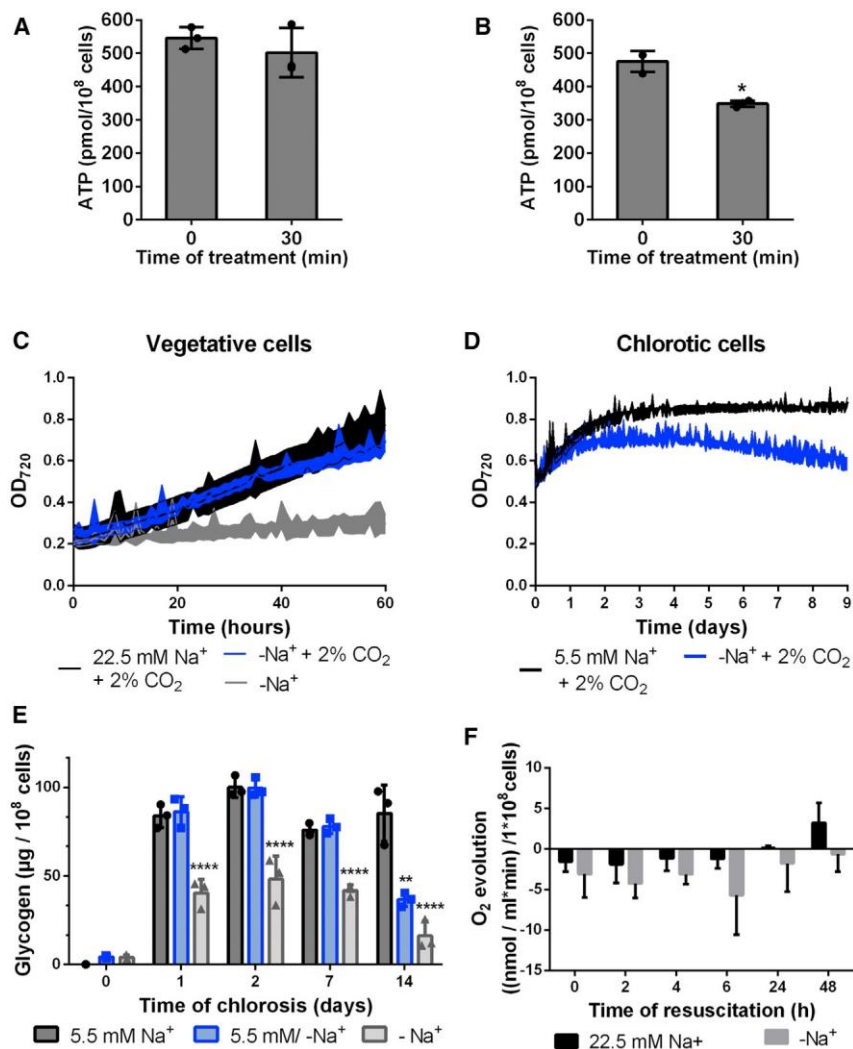 A
B
600
500
400
300
200
100
0
ATP (pmol/10⁸ cells)
0
30
Time of treatment (min)
600
500
400
300
200
100
0
ATP (pmol/10⁸ cells)
*
0
30
Time of treatment (min)
C
Vegetative cells
D
Chlorotic cells
1.0
0.8
0.6
0.4
0.2
0.0
OD₇₂₀
0
20
40
60
Time (hours)
22.5 mM Na⁺
+ 2% CO₂
-Na⁺ + 2% CO₂
-Na⁺
1.0
0.8
0.6
0.4
0.2
0.0
OD₇₂₀
0
1
2
3
4
5
6
7
8
9
Time (days)
5.5 mM Na⁺
+ 2% CO₂
-Na⁺ + 2% CO₂
E
F
100
50
0
Glycogen (µg / 10⁸ cells)
****
****
****
**
****
0
1
2
7
14
Time of chlorosis (days)
5.5 mM Na⁺
5.5 mM/ -Na⁺
- Na⁺
10
5
0
-5
-10
-15
O₂ evolution
((nmol / ml*min) /1*10⁸cells)
0
2
4
6
24
48
Time of resuscitation (h)
22.5 mM Na+
-Na⁺